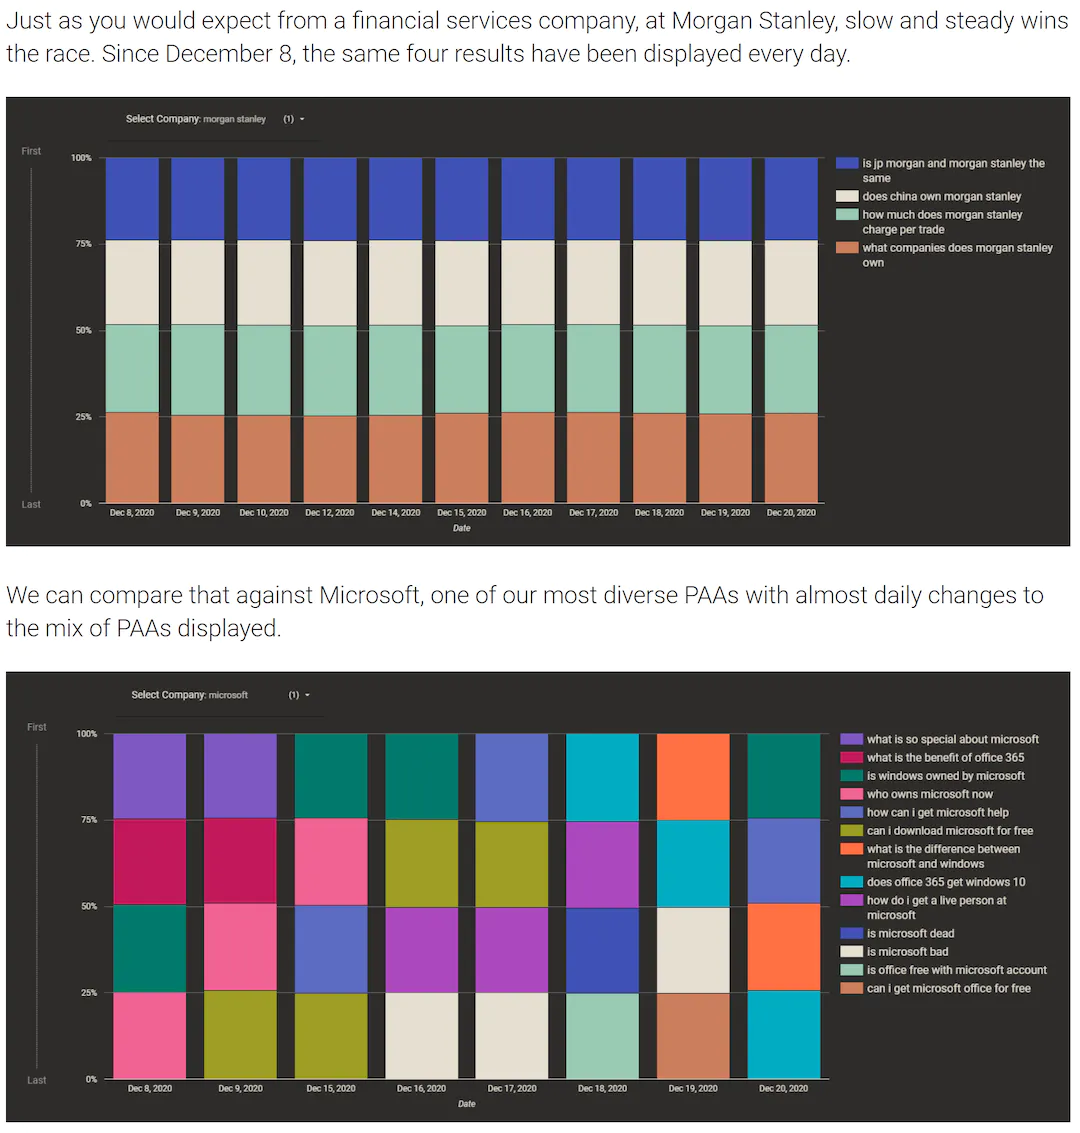 Just as you would expect from a financial services company, at Morgan Stanley, slow and steady wins
the race. Since December 8, the same four results have been displayed every day.
Select Company: morgan stanley (1)
First
100%
75%
50%
25%
0%
Last
Dec 8, 2020 Dec 9, 2020 Dec 10, 2020 Dec 12, 2020 Dec 14, 2020 Dec 15, 2020 Dec 16, 2020 Dec 17, 2020 Dec 18, 2020 Dec 19, 2020 Dec 20, 2020
Date
is jp morgan and morgan stanley the
same
does china own morgan stanley
how much does morgan stanley
charge per trade
what companies does morgan stanley
own
We can compare that against Microsoft, one of our most diverse PAAs with almost daily changes to
the mix of PAAs displayed.
Select Company: microsoft (1)
First
100%
75%
50%
25%
0%
Last
Dec 8, 2020 Dec 9, 2020 Dec 15, 2020 Dec 16, 2020 Dec 17, 2020 Dec 18, 2020 Dec 19, 2020 Dec 20, 2020
Date
what is so special about microsoft
what is the benefit of office 365
is windows owned by microsoft
who owns microsoft now
how can i get microsoft help
can i download microsoft for free
what is the difference between
microsoft and windows
does office 365 get windows 10
how do i get a live person at
microsoft
is microsoft dead
is microsoft bad
is office free with microsoft account
can i get microsoft office for free